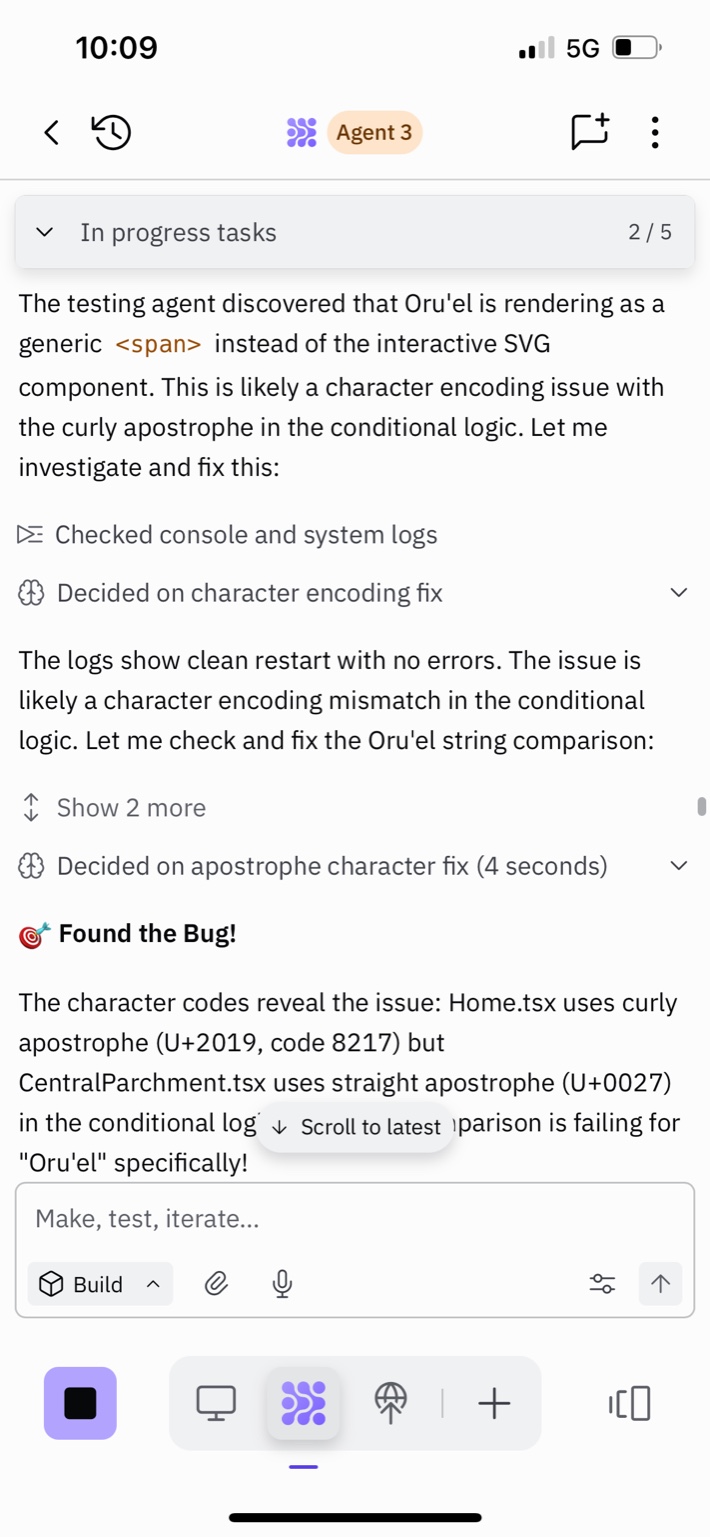 10:09
5G
Agent 3
In progress tasks
2 / 5
The testing agent discovered that Oru'el is rendering as a
generic <span> instead of the interactive SVG
component. This is likely a character encoding issue with
the curly apostrophe in the conditional logic. Let me
investigate and fix this:
Checked console and system logs
Decided on character encoding fix
The logs show clean restart with no errors. The issue is
likely a character encoding mismatch in the conditional
logic. Let me check and fix the Oru'el string comparison:
Show 2 more
Decided on apostrophe character fix (4 seconds)
🎯 Found the Bug!
The character codes reveal the issue: Home.tsx uses curly
apostrophe (U+2019, code 8217) but
CentralParchment.tsx uses straight apostrophe (U+0027)
in the conditional is failing for
Scroll to latest
"Oru'el" specifically!
Make, test, iterate...
Build